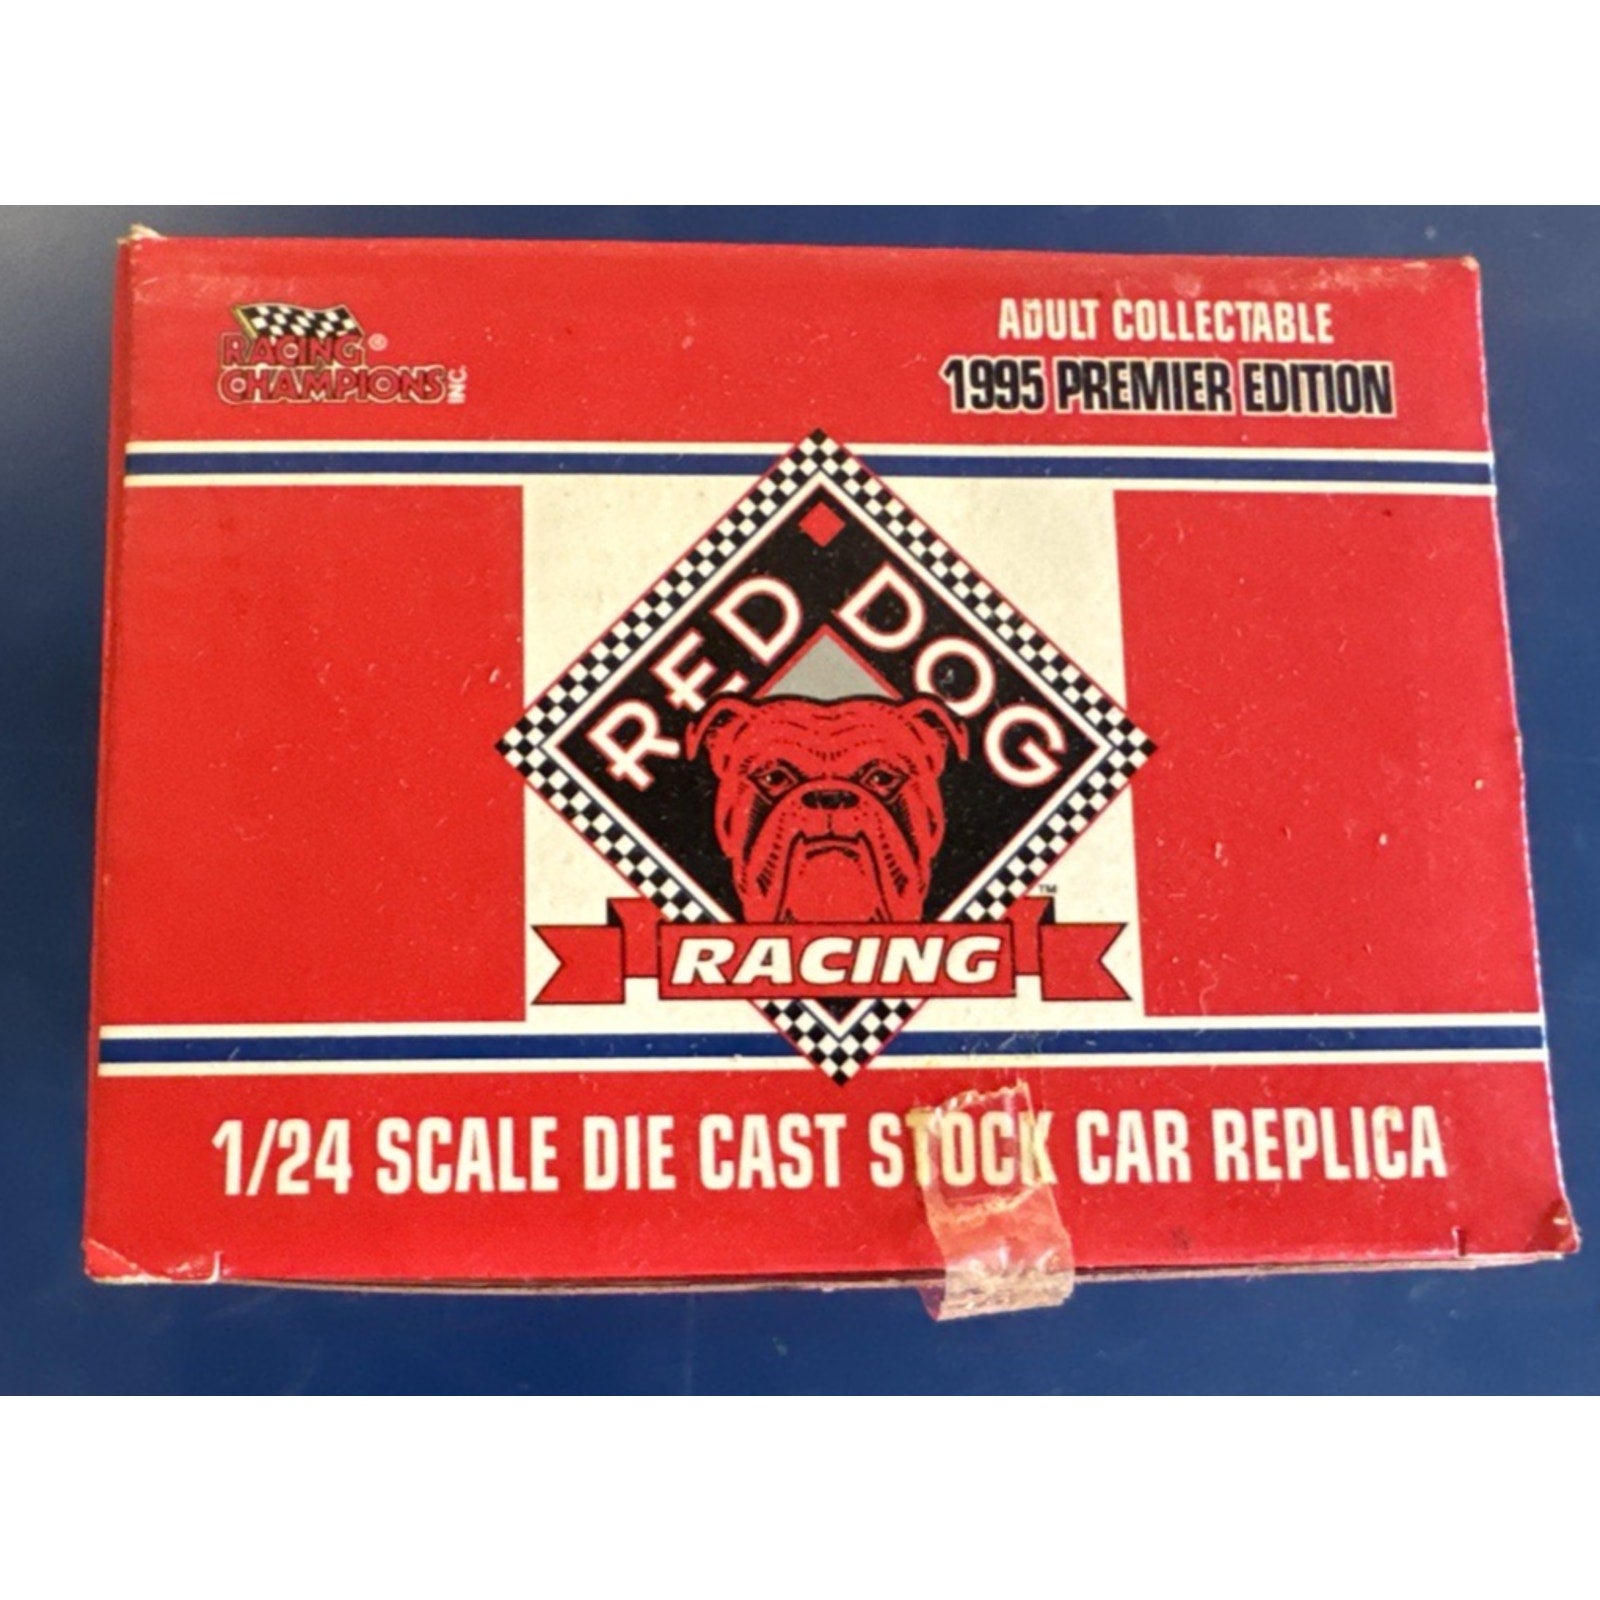 RACING ®
CHAMPIONS INC.
ADULT COLLECTABLE
1995 PREMIER EDITION
RED DOG
RACING ™
1/24 SCALE DIE CAST STOCK CAR REPLICA